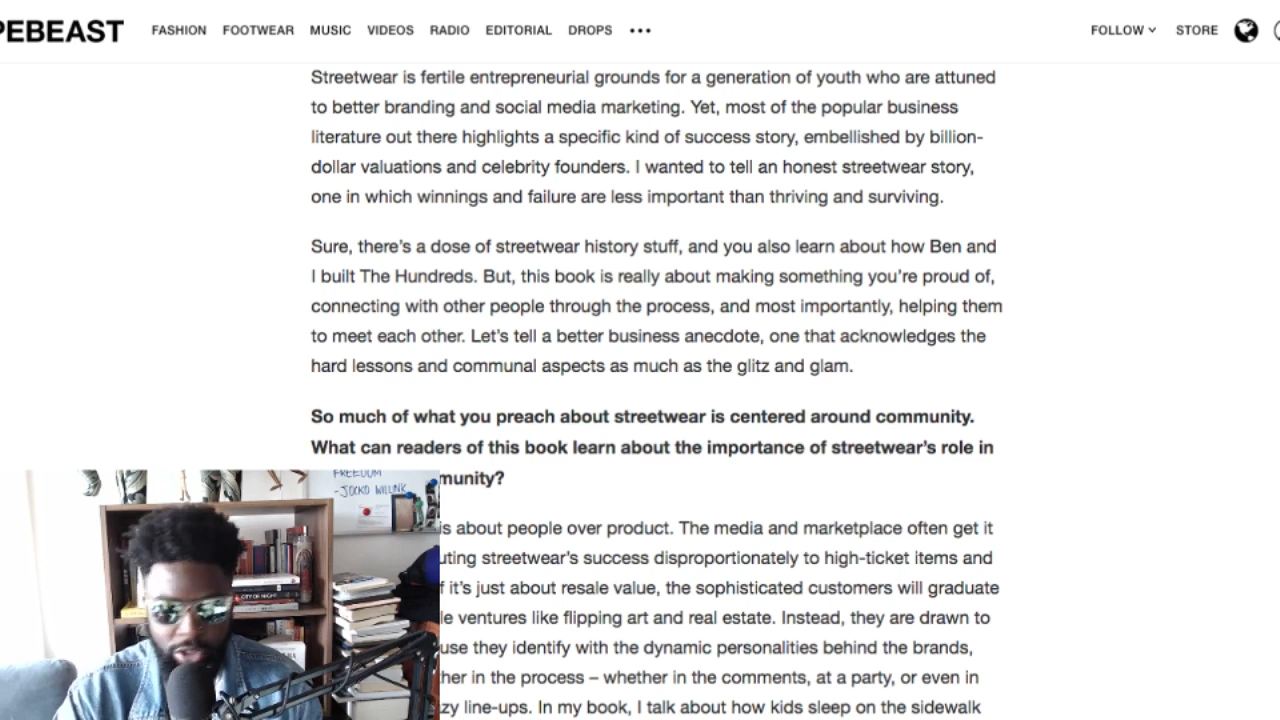 PEBEAST FASHION FOOTWEAR MUSIC VIDEOS RADIO EDITORIAL DROPS ••• FOLLOW STORE
Streetwear is fertile entrepreneurial grounds for a generation of youth who are attuned
to better branding and social media marketing. Yet, most of the popular business
literature out there highlights a specific kind of success story, embellished by billion-
dollar valuations and celebrity founders. I wanted to tell an honest streetwear story,
one in which winnings and failure are less important than thriving and surviving.
Sure, there's a dose of streetwear history stuff, and you also learn about how Ben and
I built The Hundreds. But, this book is really about making something you're proud of,
connecting with other people through the process, and most importantly, helping them
to meet each other. Let's tell a better business anecdote, one that acknowledges the
hard lessons and communal aspects as much as the glitz and glam.
So much of what you preach about streetwear is centered around community.
What can readers of this book learn about the importance of streetwear's role in
munity?
is about people over product. The media and marketplace often get it
uting streetwear's success disproportionately to high-ticket items and
f it's just about resale value, the sophisticated customers will graduate
le ventures like flipping art and real estate. Instead, they are drawn to
use they identify with the dynamic personalities behind the brands,
her in the process – whether in the comments, at a party, or even in
zy line-ups. In my book, I talk about how kids sleep on the sidewalk
FREEDOM
-JOCKO WILLINK
CITY OF NIGHT